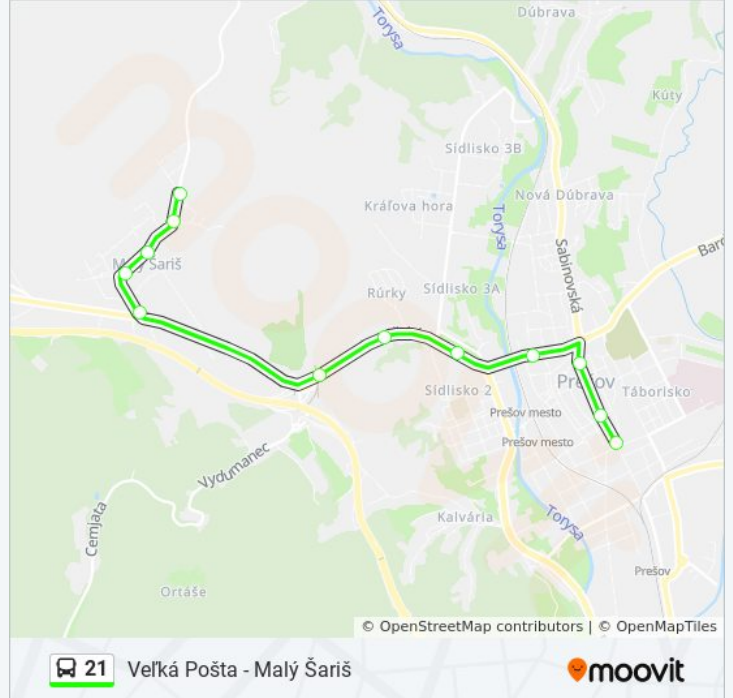 Torysa
Dúbrava
Kúty
Sídlisko 3B
Nová Dúbrava
Kráľova hora
Torysa
Sabinovská
Malý Šariš
Rúrky
Sídlisko 3A
Prešov
Sídlisko 2
Táborisko
Prešov mesto
Prešov mesto
Vydumanec
Cemjata
Kalvária
Torysa
Prešov
Ortáše
© OpenStreetMap contributors | © OpenMapTiles
21 Veľká Pošta - Malý Šariš
moovit